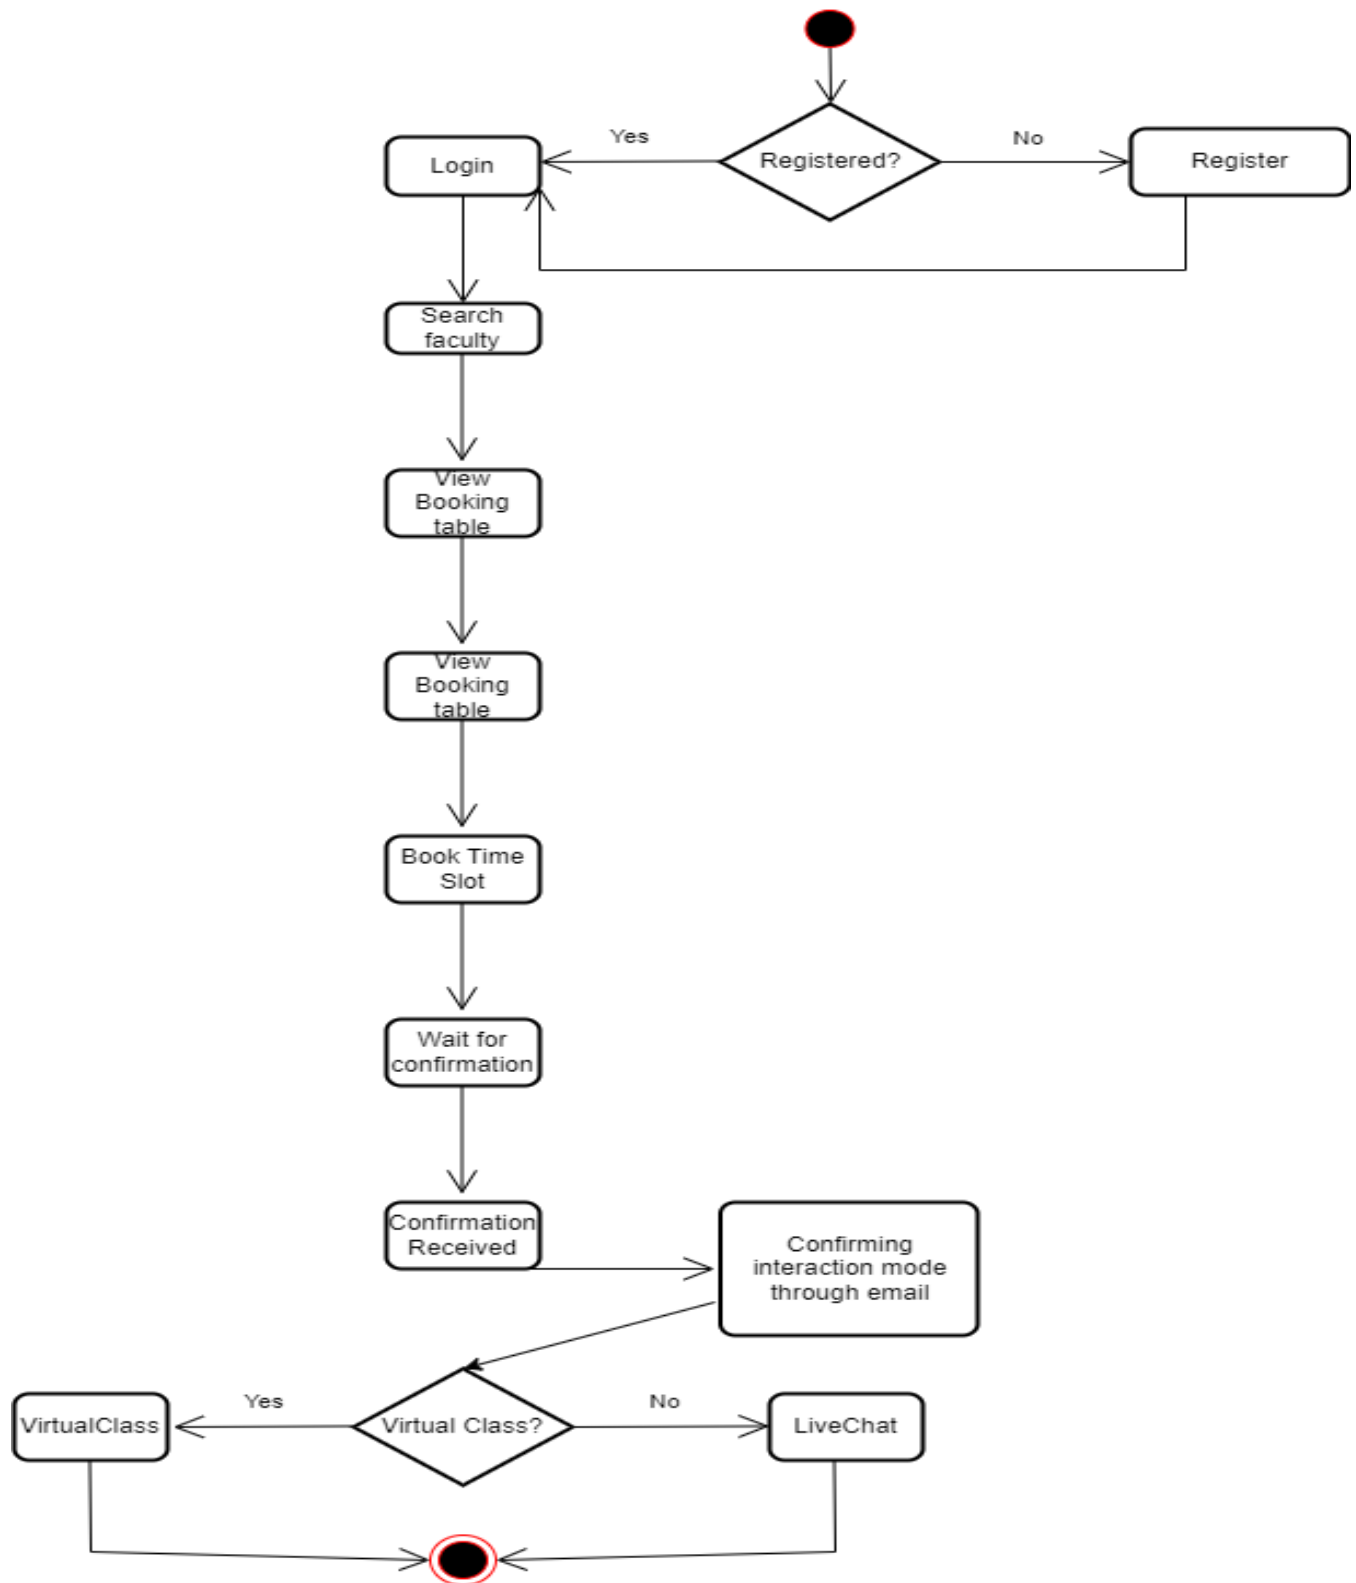 Yes
No
Login
Registered?
Register
Search
faculty
View
Booking
table
View
Booking
table
Book Time
Slot
Wait for
confirmation
Confirmation
Received
Confirming
interaction mode
through email
Yes
No
VirtualClass
Virtual Class?
LiveChat